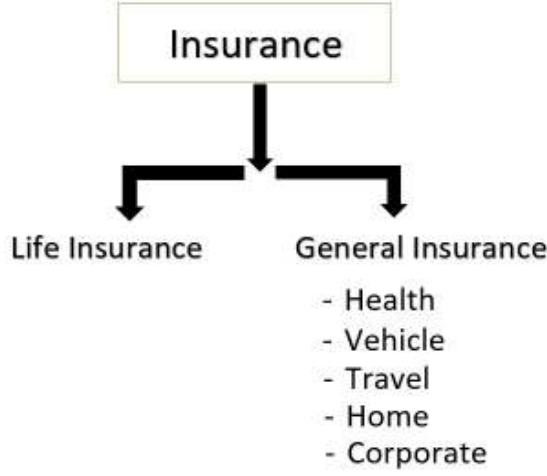 Insurance
Life Insurance
General Insurance
- Health
- Vehicle
- Travel
- Home
- Corporate